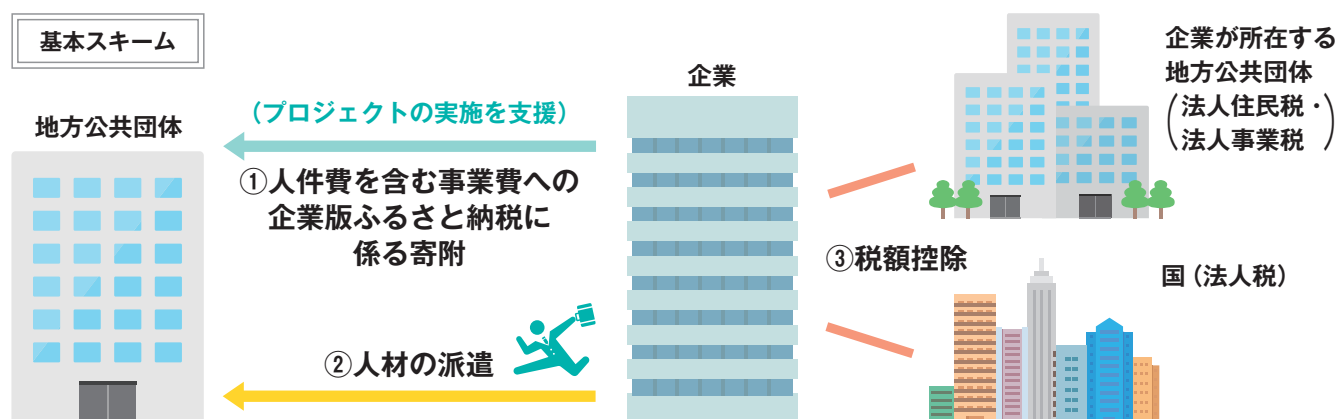 基本スキーム
地方公共団体
（プロジェクトの実施を支援）
①人件費を含む事業費への
企業版ふるさと納税に
係る寄附
②人材の派遣
企業
③税額控除
企業が所在する
地方公共団体
（法人住民税・
法人事業税）
国（法人税）